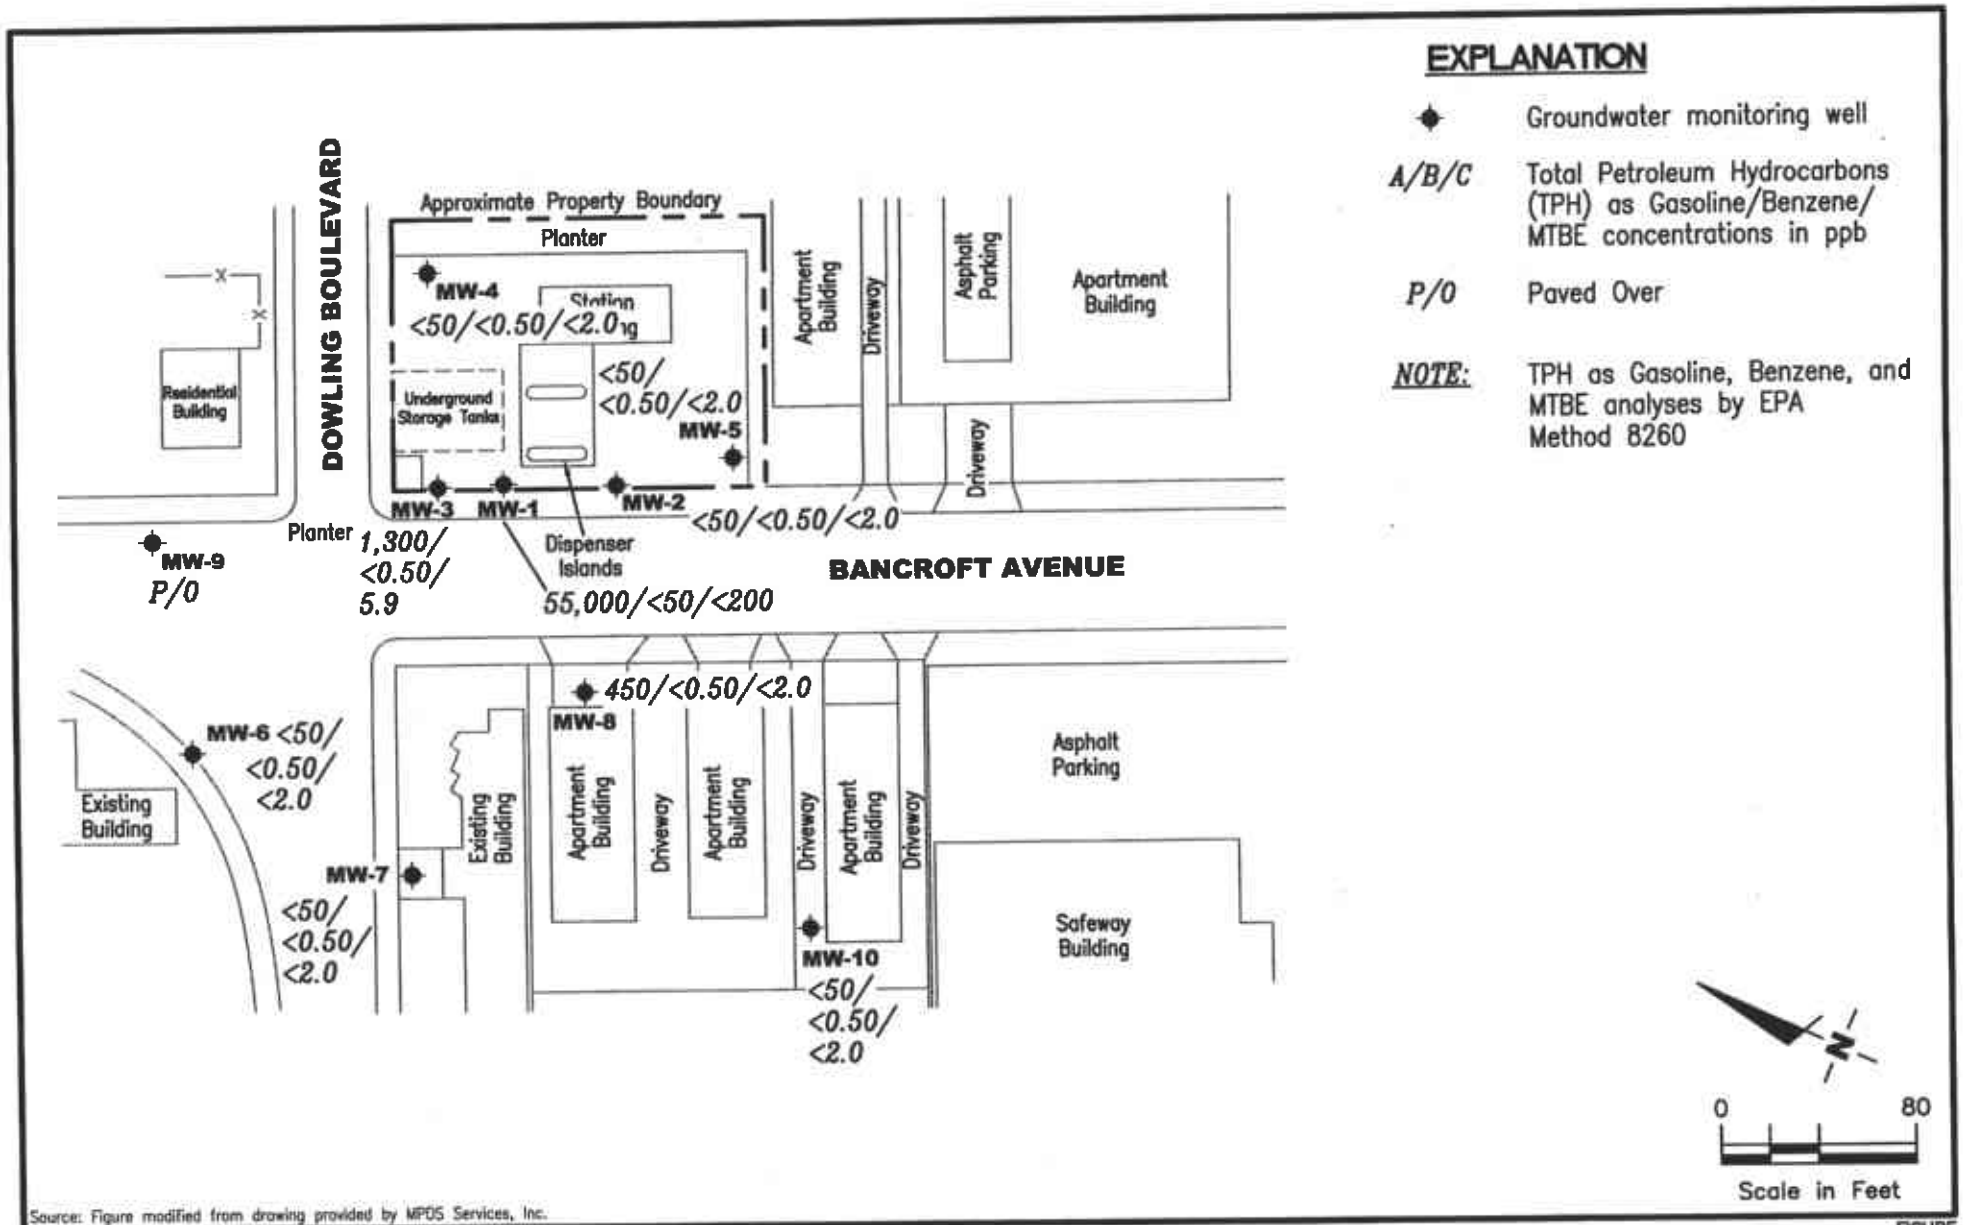 EXPLANATION
Groundwater monitoring well
A/B/C
Total Petroleum Hydrocarbons
(TPH) as Gasoline/Benzene/
MTBE concentrations in ppb
P/O
Paved Over
NOTE:
TPH as Gasoline, Benzene, and
MTBE analyses by EPA
Method 8260
DOWLING BOULEVARD
Approximate Property Boundary
Planter
MW-4
Station
<50/<0.50/<2.0
Underground
Storage Tanks
<50/
<0.50/<2.0
MW-5
Residential
Building
x
x
Apartment
Building
Driveway
Asphalt
Parking
Apartment
Building
Driveway
MW-3
MW-1
MW-2
<50/<0.50/<2.0
Planter
1,300/
<0.50/
5.9
Dispenser
Islands
55,000/<50/<200
BANCROFT AVENUE
MW-9
P/O
MW-6
<50/
<0.50/
<2.0
Existing
Building
MW-7
<50/
<0.50/
<2.0
Existing
Building
450/<0.50/<2.0
MW-8
Apartment
Building
Driveway
Apartment
Building
Driveway
Apartment
Building
Driveway
MW-10
<50/
<0.50/
<2.0
Asphalt
Parking
Safeway
Building
N
0 80
Scale in Feet
Source: Figure modified from drawing provided by MPDS Services, Inc.
FIGURE